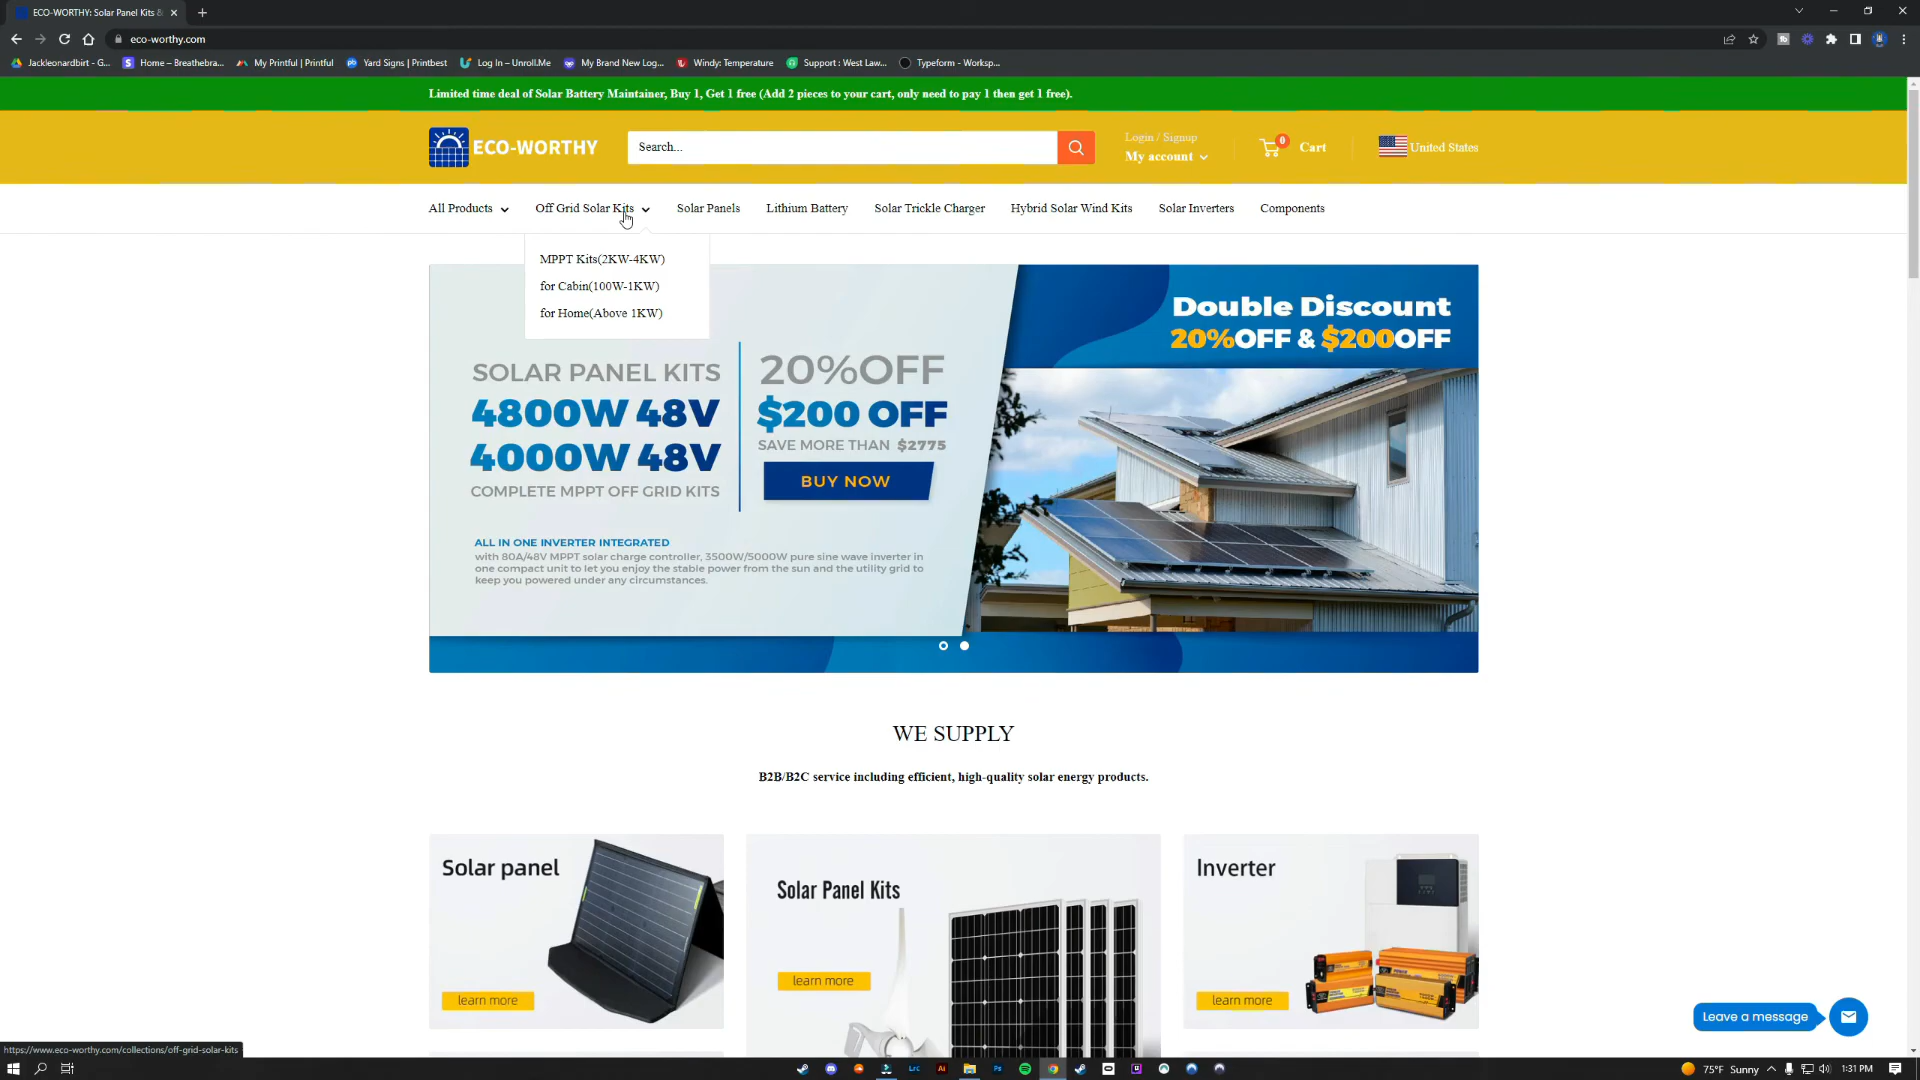 ECO-WORTHY: Solar Panel Kits &
eco-worthy.com
Jackleonardbirt - G...
Home – Breathebra...
My Printful | Printful
Yard Signs | Printbest
Log In – Unroll.Me
My Brand New Log...
Windy: Temperature
Support : West Law...
Typeform - Worksp...
Limited time deal of Solar Battery Maintainer, Buy 1, Get 1 free (Add 2 pieces to your cart, only need to pay 1 then get 1 free).
ECO-WORTHY
Search...
Login / Signup
My account
0
Cart
United States
All Products
Off Grid Solar Kits
Solar Panels
Lithium Battery
Solar Trickle Charger
Hybrid Solar Wind Kits
Solar Inverters
Components
MPPT Kits(2KW-4KW)
for Cabin(100W-1KW)
for Home(Above 1KW)
SOLAR PANEL KITS
4800W 48V
4000W 48V
COMPLETE MPPT OFF GRID KITS
20%OFF
$200 OFF
SAVE MORE THAN $2775
BUY NOW
ALL IN ONE INVERTER INTEGRATED
with 80A/48V MPPT solar charge controller, 3500W/5000W pure sine wave inverter in
one compact unit to let you enjoy the stable power from the sun and the utility grid to
keep you powered under any circumstances.
Double Discount
20%OFF & $200OFF
WE SUPPLY
B2B/B2C service including efficient, high-quality solar energy products.
Solar panel
learn more
Solar Panel Kits
learn more
Inverter
learn more
Leave a message
https://www.eco-worthy.com/collections/off-grid-solar-kits
Lrc
Ai
Ps
75°F Sunny
1:31 PM